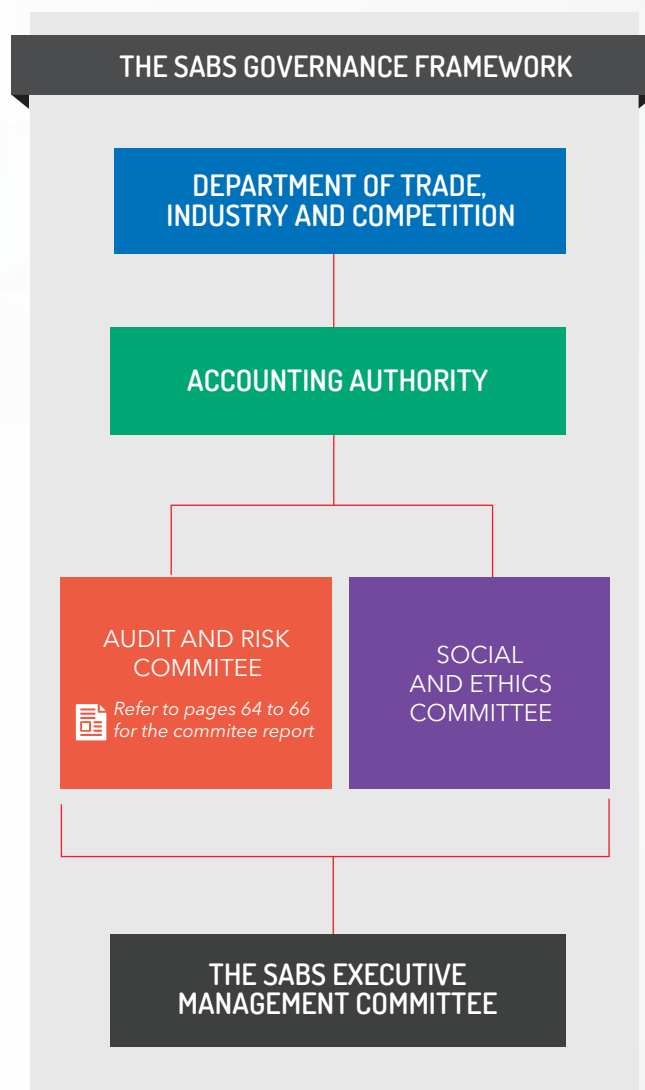 THE SABS GOVERNANCE FRAMEWORK
DEPARTMENT OF TRADE,
INDUSTRY AND COMPETITION
ACCOUNTING AUTHORITY
AUDIT AND RISK
COMMITEE
Refer to pages 64 to 66
for the commitee report
SOCIAL
AND ETHICS
COMMITTEE
THE SABS EXECUTIVE
MANAGEMENT COMMITTEE